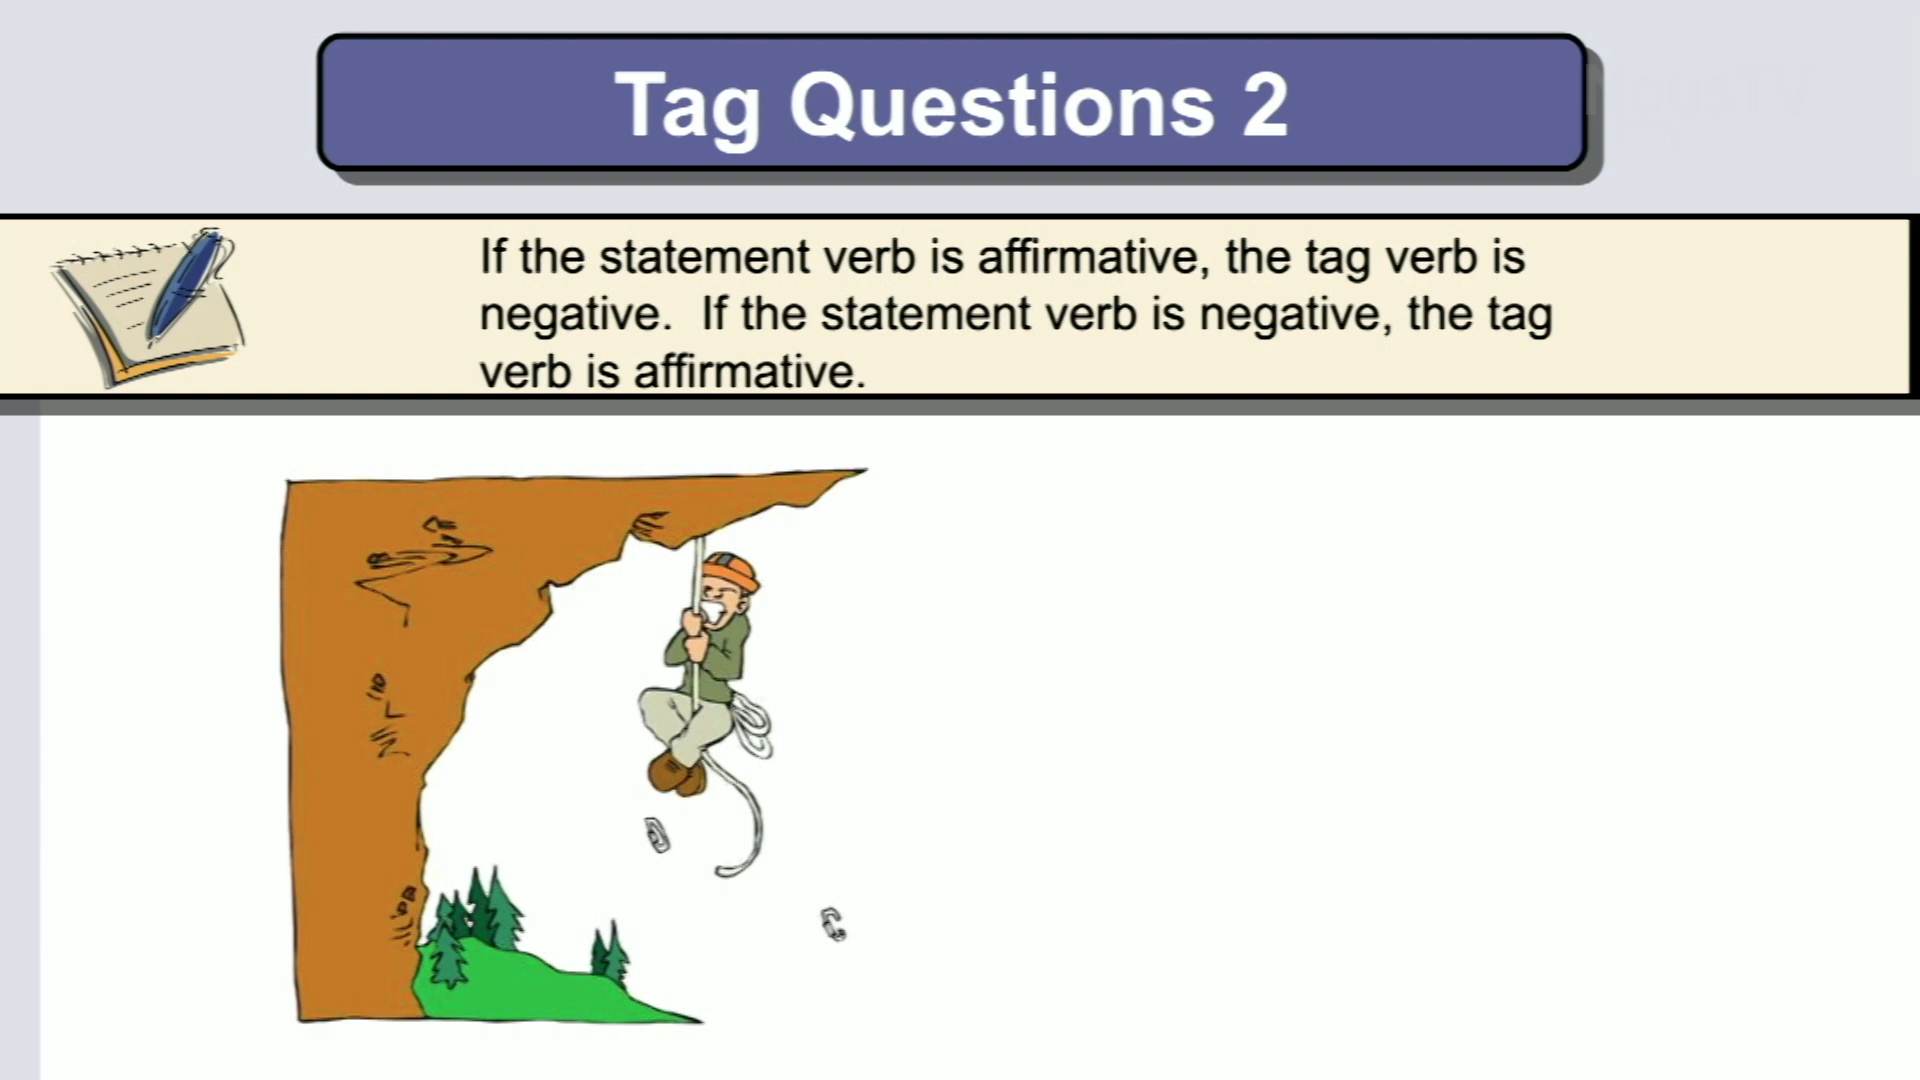 Tag Questions 2
If the statement verb is affirmative, the tag verb is
negative.  If the statement verb is negative, the tag
verb is affirmative.